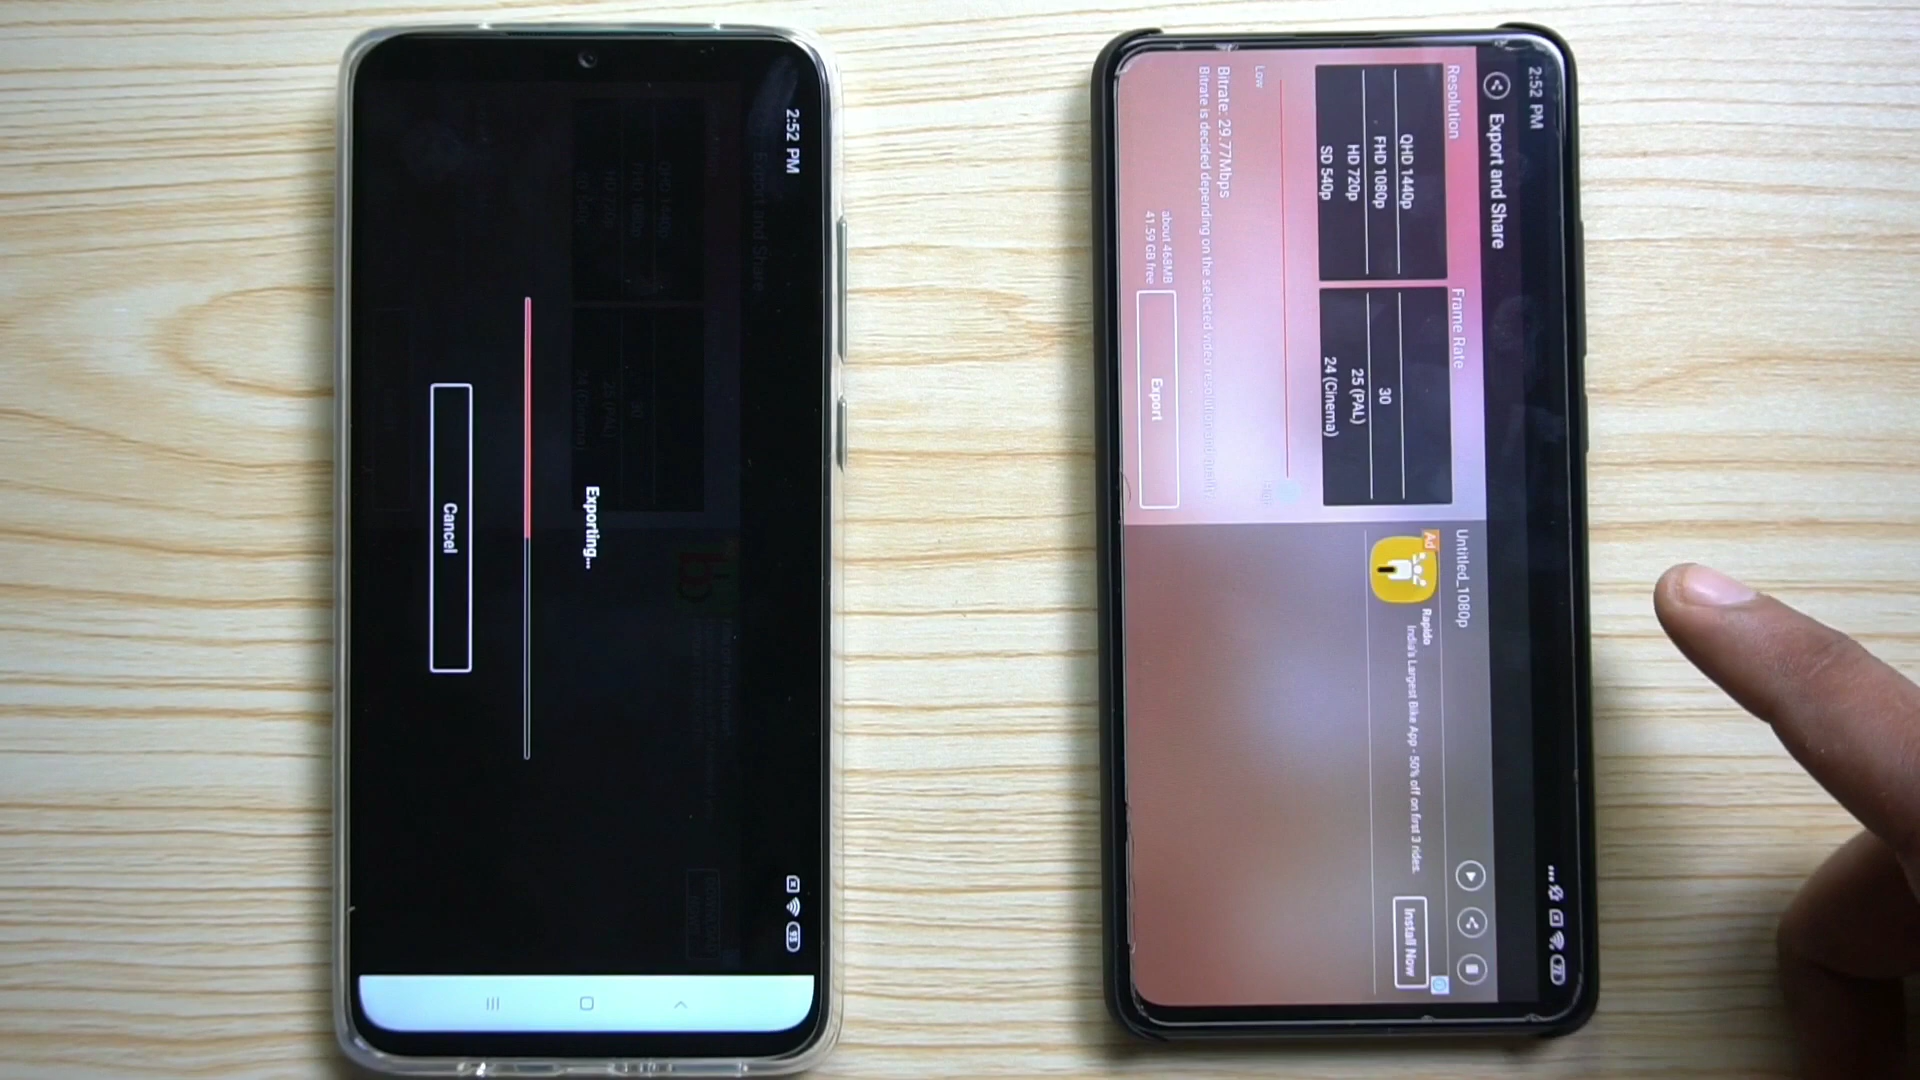 2:52 PM
93
Exporting...
Cancel
2:52 PM
71
Export and Share
Resolution
QHD 1440p
FHD 1080p
HD 720p
SD 540p
Frame Rate
30
25 (PAL)
24 (Cinema)
Low
High
Bitrate: 29.77Mbps
Bitrate is decided depending on the selected video resolution and quality
about 468MB
41.59 GB free
Export
Untitled_1080p
Ad
Rapido
India's Largest Bike App - 50% off on first 3 rides.
Install Now